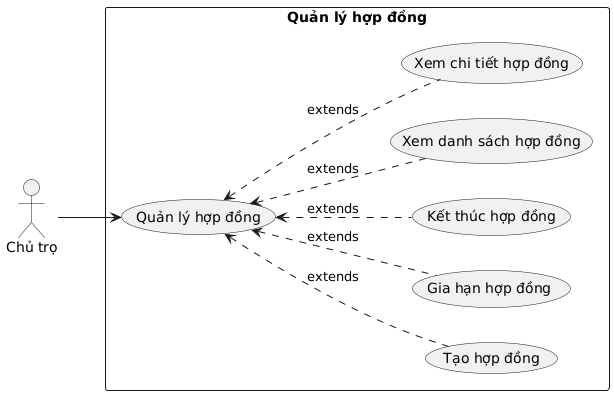 Quản lý hợp đồng
Xem chi tiết hợp đồng
extends
Xem danh sách hợp đồng
extends
Quản lý hợp đồng
extends
Kết thúc hợp đồng
Chủ trọ
extends
Gia hạn hợp đồng
extends
Tạo hợp đồng